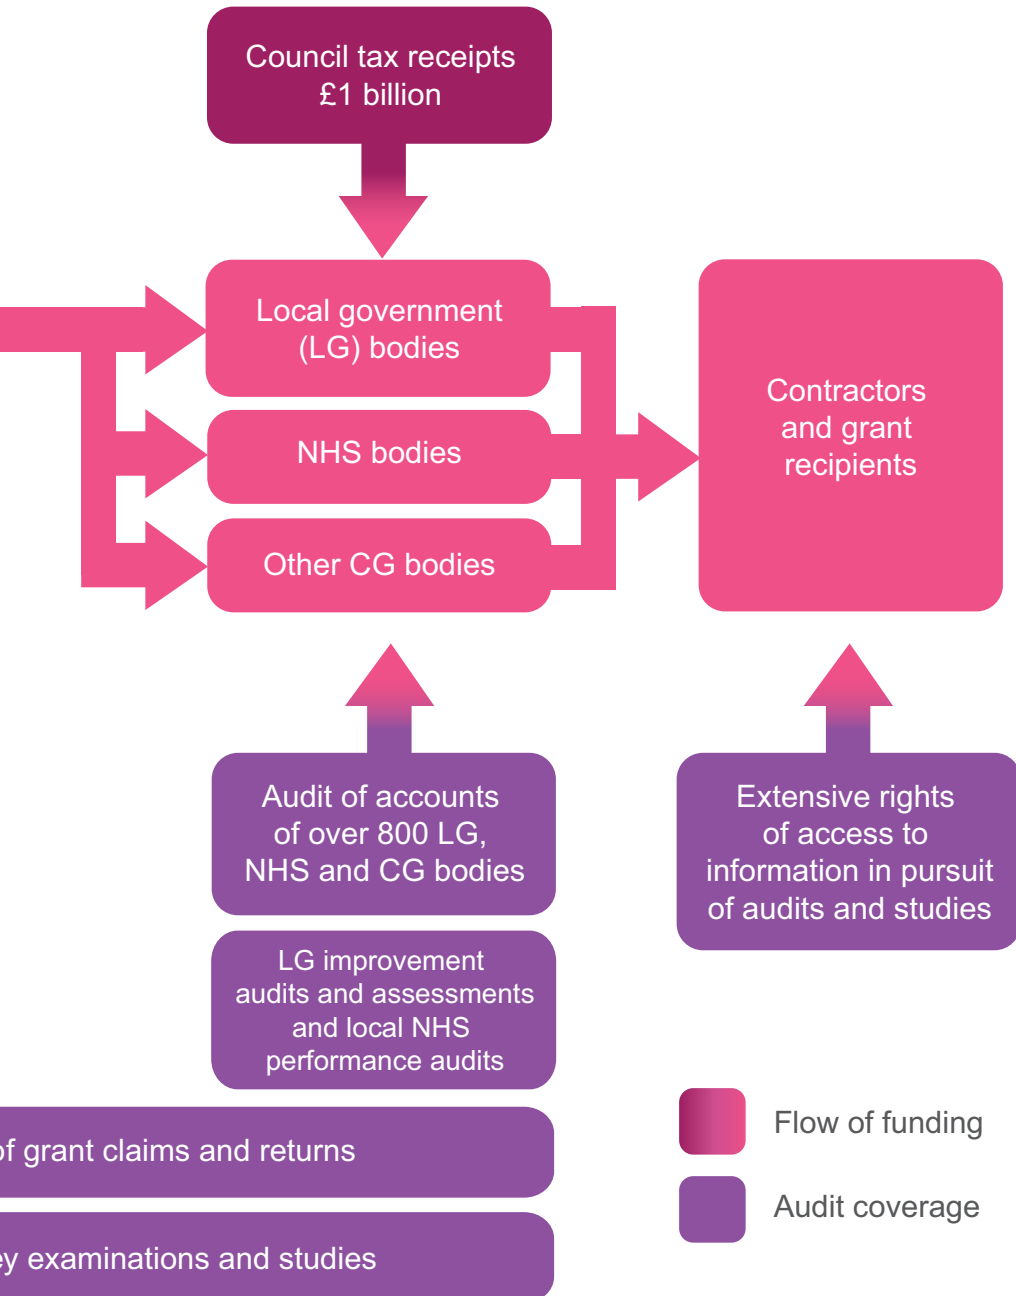 Council tax receipts
£1 billion
Local government
(LG) bodies
NHS bodies
Other CG bodies
Contractors
and grant
recipients
Audit of accounts
of over 800 LG,
NHS and CG bodies
Extensive rights
of access to
information in pursuit
of audits and studies
LG improvement
audits and assessments
and local NHS
performance audits
of grant claims and returns
examinations and studies
Flow of funding
Audit coverage